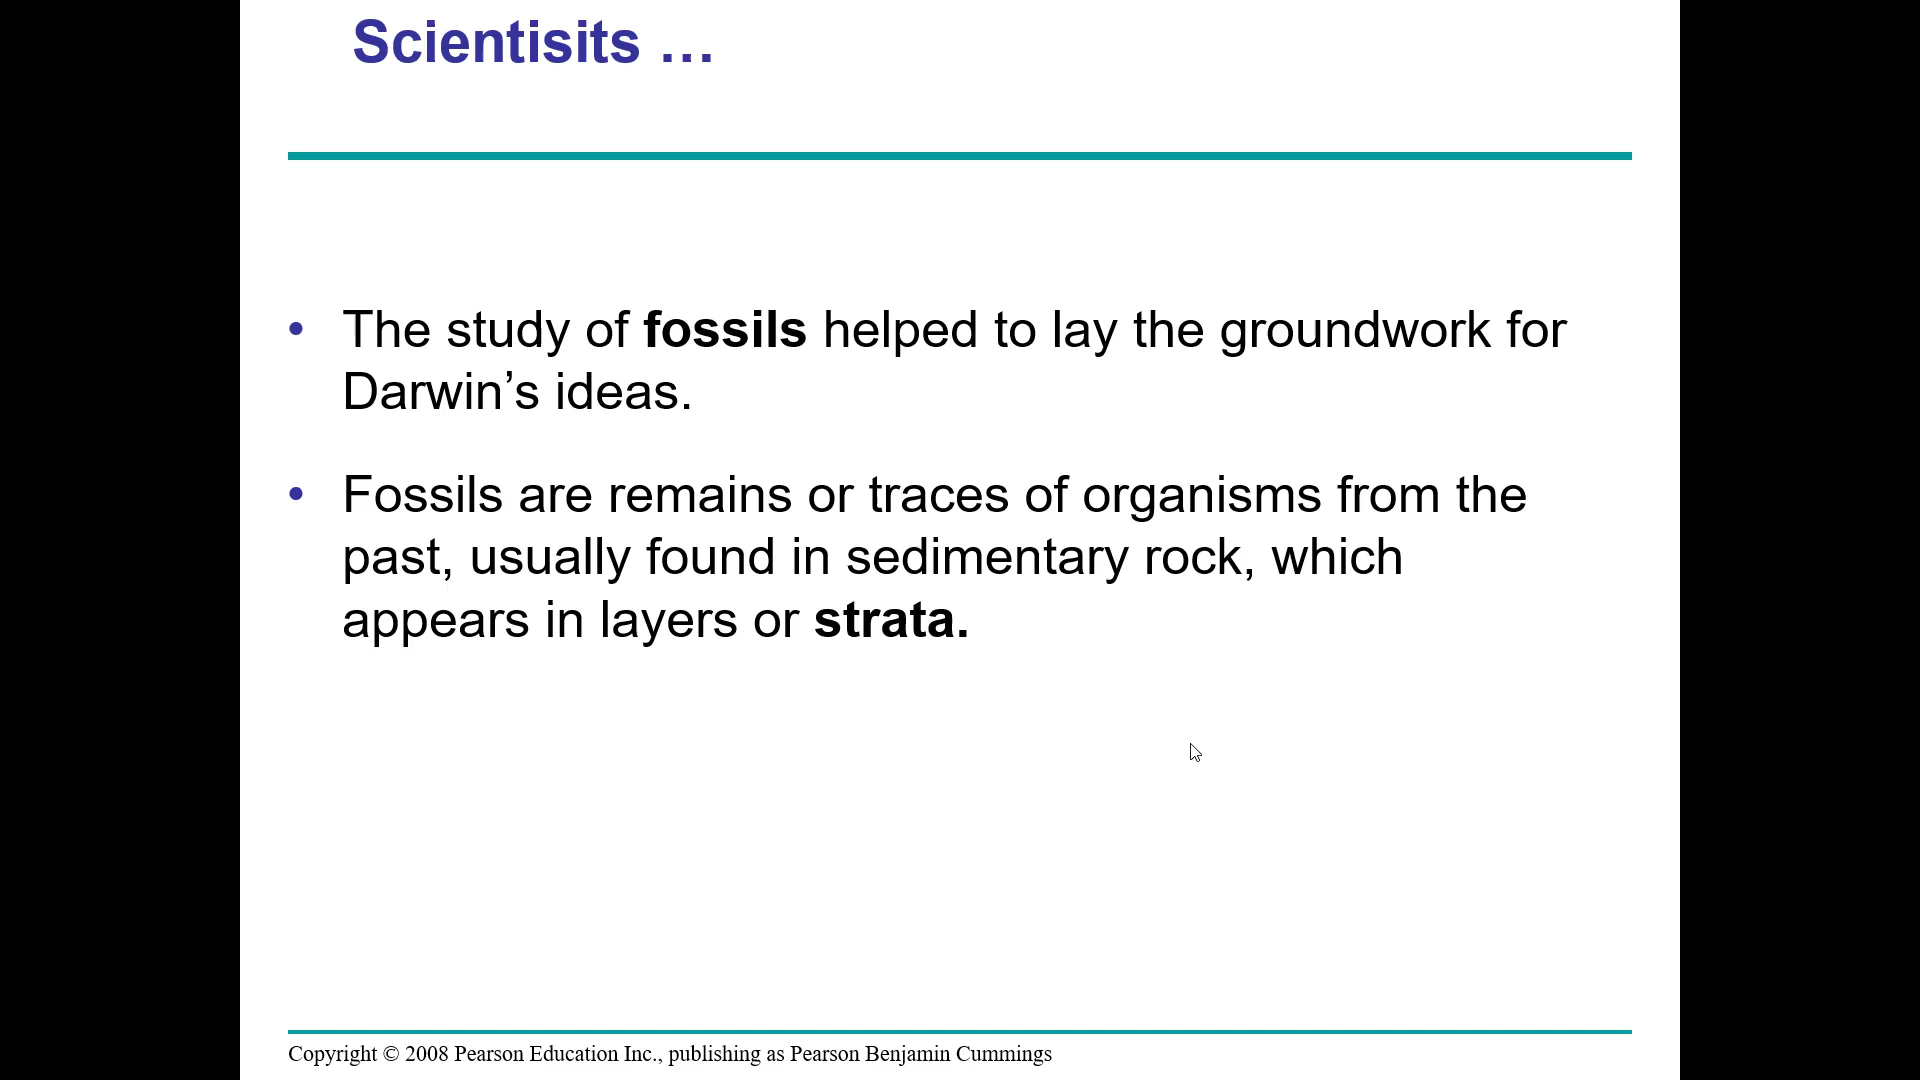 Scientisits …
• The study of fossils helped to lay the groundwork for
Darwin’s ideas.
• Fossils are remains or traces of organisms from the
past, usually found in sedimentary rock, which
appears in layers or strata.
Copyright © 2008 Pearson Education Inc., publishing as Pearson Benjamin Cummings